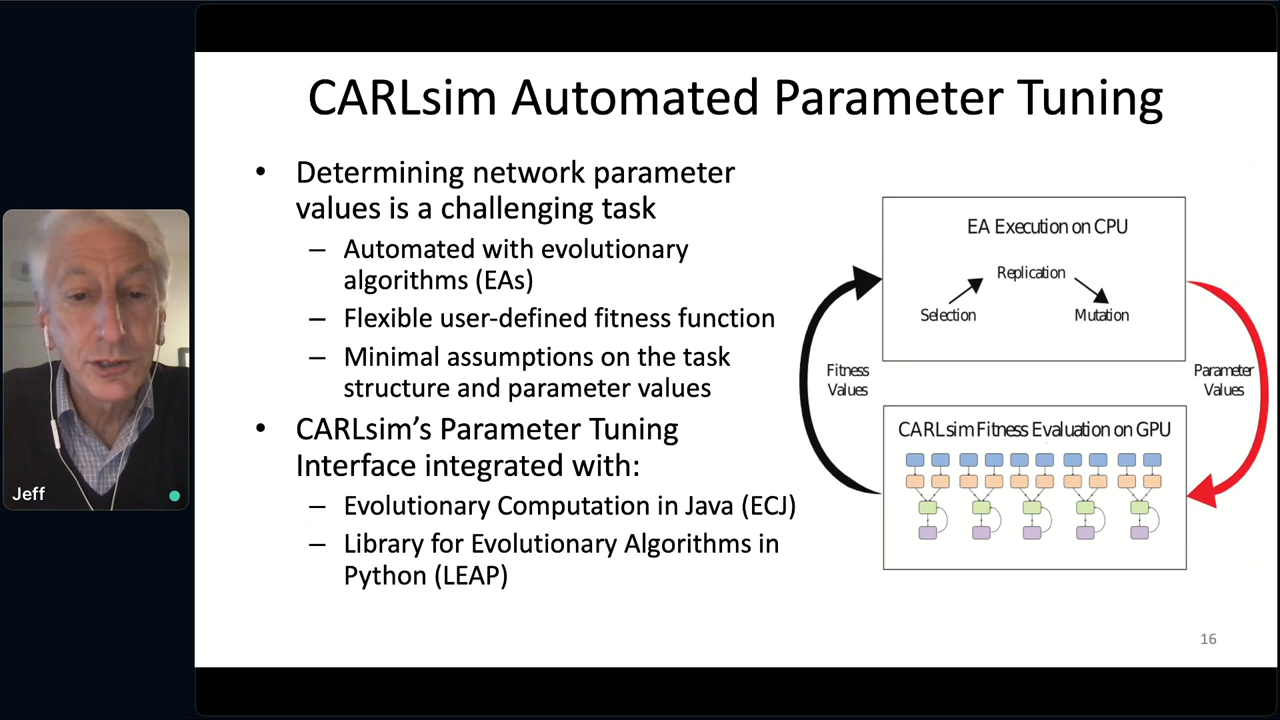 CARLsim Automated Parameter Tuning
• Determining network parameter
values is a challenging task
– Automated with evolutionary
algorithms (EAs)
– Flexible user-defined fitness function
– Minimal assumptions on the task
structure and parameter values
• CARLsim’s Parameter Tuning
Interface integrated with:
– Evolutionary Computation in Java (ECJ)
– Library for Evolutionary Algorithms in
Python (LEAP)
EA Execution on CPU
Replication
Selection
Mutation
Fitness
Values
Parameter
Values
CARLsim Fitness Evaluation on GPU
16
Jeff